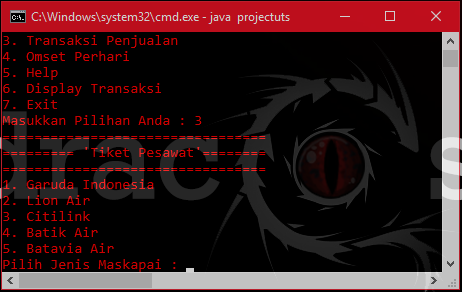 C:\Windows\system32\cmd.exe - java  projectuts
3. Transaksi Penjualan
4. Omset Perhari
5. Help
6. Display Transaksi
7. Exit
Masukkan Pilihan Anda : 3
=================================
======== 'Tiket Pesawat' ========
=================================
1. Garuda Indonesia
2. Lion Air
3. Citilink
4. Batik Air
5. Batavia Air
Pilih Jenis Maskapai : _